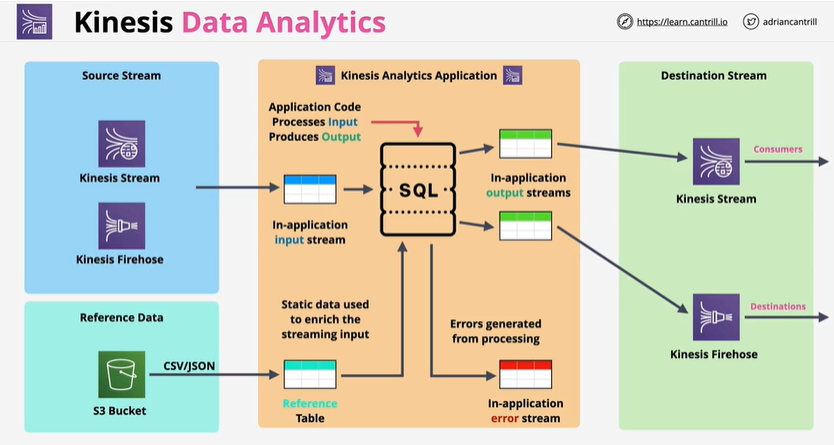 Kinesis Data Analytics
https://learn.cantrill.io
adriancantrill
Source Stream
Kinesis Stream
Kinesis Firehose
Reference Data
CSV/JSON
S3 Bucket
Kinesis Analytics Application
Application Code
Processes Input
Produces Output
SQL
In-application
input stream
In-application
output streams
Static data used
to enrich the
streaming input
Errors generated
from processing
Reference
Table
In-application
error stream
Destination Stream
Consumers
Kinesis Stream
Destinations
Kinesis Firehose